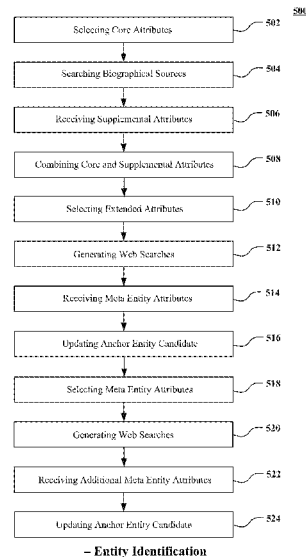 500
Selecting Core Attributes 502
Searching Biographical Sources 504
Receiving Supplemental Attributes 506
Combining Core and Supplemental Attributes 508
Selecting Extended Attributes 510
Generating Web Searches 512
Receiving Meta Entity Attributes 514
Updating Anchor Entity Candidate 516
Selecting Meta Entity Attributes 518
Generating Web Searches 520
Receiving Additional Meta Entity Attributes 522
Updating Anchor Entity Candidate 524
– Entity Identification